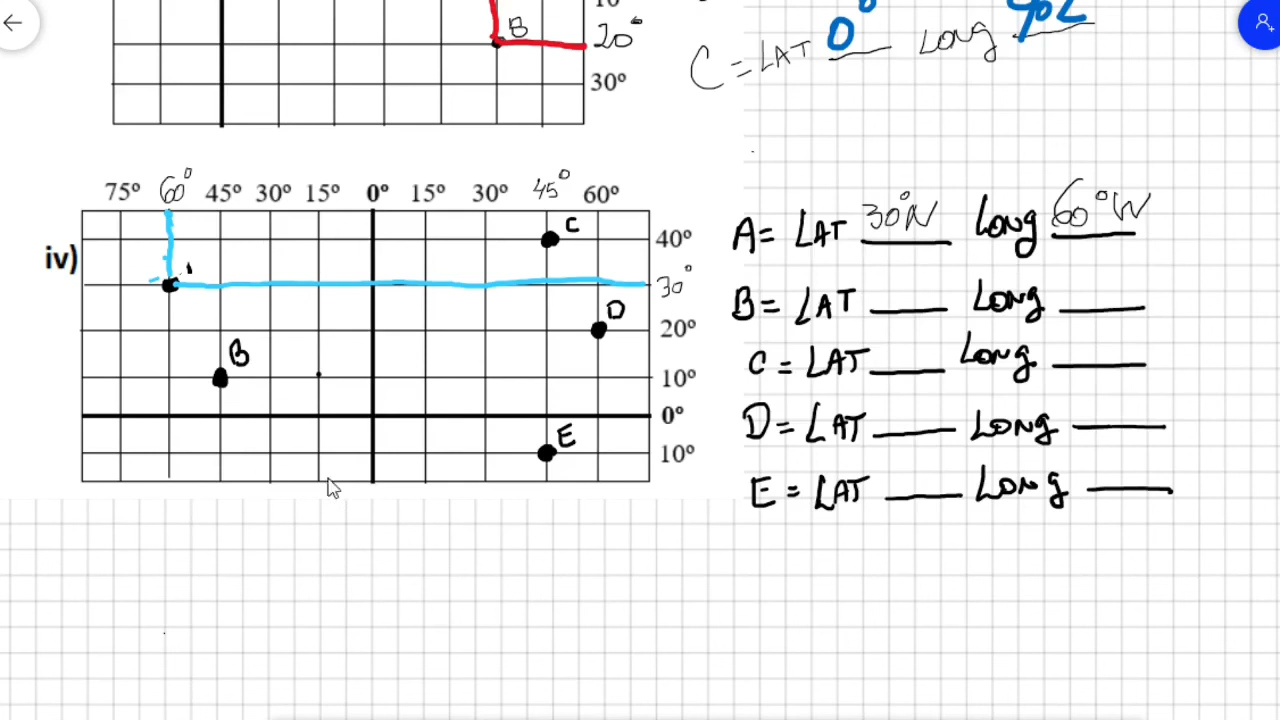 B 20°
30°
C = LAT 0° Long
75° 60° 45° 30° 15° 0° 15° 30° 45° 60°
iv)
C 40°
30°
D 20°
B 10°
0°
E 10°
A = LAT 30°N Long 60°W
B = LAT ____ Long ____
C = LAT ____ Long. ____
D = LAT ____ Long ____
E = LAT ____ Long ____